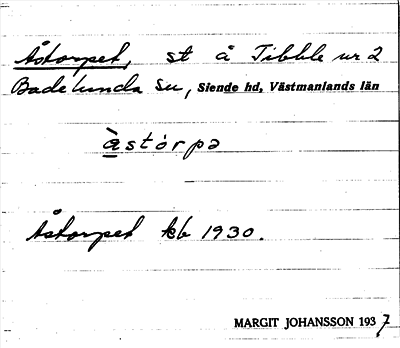 Åstorpet, st å Tibble nr 2
Badelunda sn, Siende hd, Västmanlands län
àstórpə
Åstorpet kb 1930.
MARGIT JOHANSSON 1937